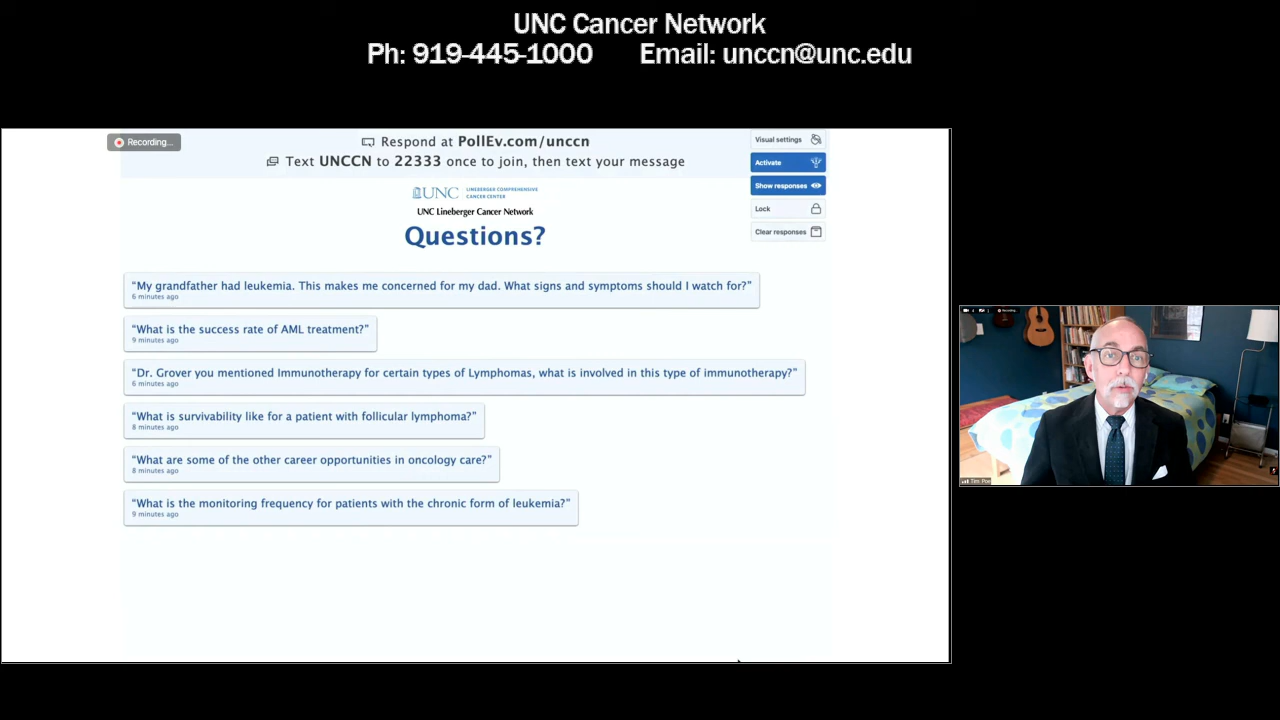 UNC Cancer Network
Ph: 919-445-1000 Email: unccn@unc.edu
Recording...
Respond at PollEv.com/unccn
Text UNCCN to 22333 once to join, then text your message
Visual settings
Activate
Show responses
Lock
Clear responses
UNC LINEBERGER COMPREHENSIVE
CANCER CENTER
UNC Lineberger Cancer Network
Questions?
“My grandfather had leukemia. This makes me concerned for my dad. What signs and symptoms should I watch for?”
6 minutes ago
“What is the success rate of AML treatment?”
9 minutes ago
“Dr. Grover you mentioned Immunotherapy for certain types of Lymphomas, what is involved in this type of immunotherapy?”
6 minutes ago
“What is survivability like for a patient with follicular lymphoma?”
8 minutes ago
“What are some of the other career opportunities in oncology care?”
8 minutes ago
“What is the monitoring frequency for patients with the chronic form of leukemia?”
9 minutes ago
Recording...
Tim Poe